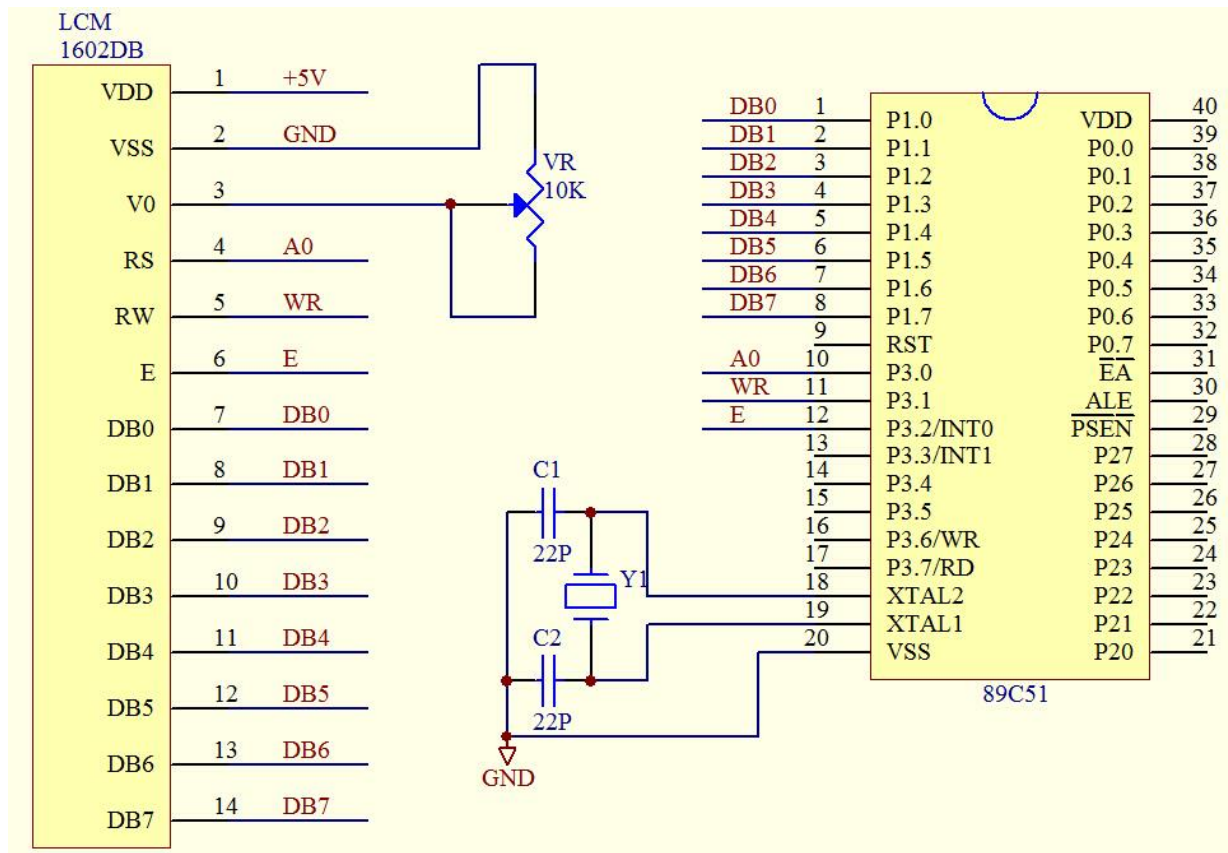 LCM
1602DB
VDD 1 +5V
VSS 2 GND
V0 3
RS 4 A0
RW 5 WR
E 6 E
DB0 7 DB0
DB1 8 DB1
DB2 9 DB2
DB3 10 DB3
DB4 11 DB4
DB5 12 DB5
DB6 13 DB6
DB7 14 DB7
VR
10K
C1
22P
Y1
C2
22P
GND
DB0 1 P1.0 VDD 40
DB1 2 P1.1 P0.0 39
DB2 3 P1.2 P0.1 38
DB3 4 P1.3 P0.2 37
DB4 5 P1.4 P0.3 36
DB5 6 P1.5 P0.4 35
DB6 7 P1.6 P0.5 34
DB7 8 P1.7 P0.6 33
9 RST P0.7 32
A0 10 P3.0 EA 31
WR 11 P3.1 ALE 30
E 12 P3.2/INT0 PSEN 29
13 P3.3/INT1 P27 28
14 P3.4 P26 27
15 P3.5 P25 26
16 P3.6/WR P24 25
17 P3.7/RD P23 24
18 XTAL2 P22 23
19 XTAL1 P21 22
20 VSS P20 21
89C51